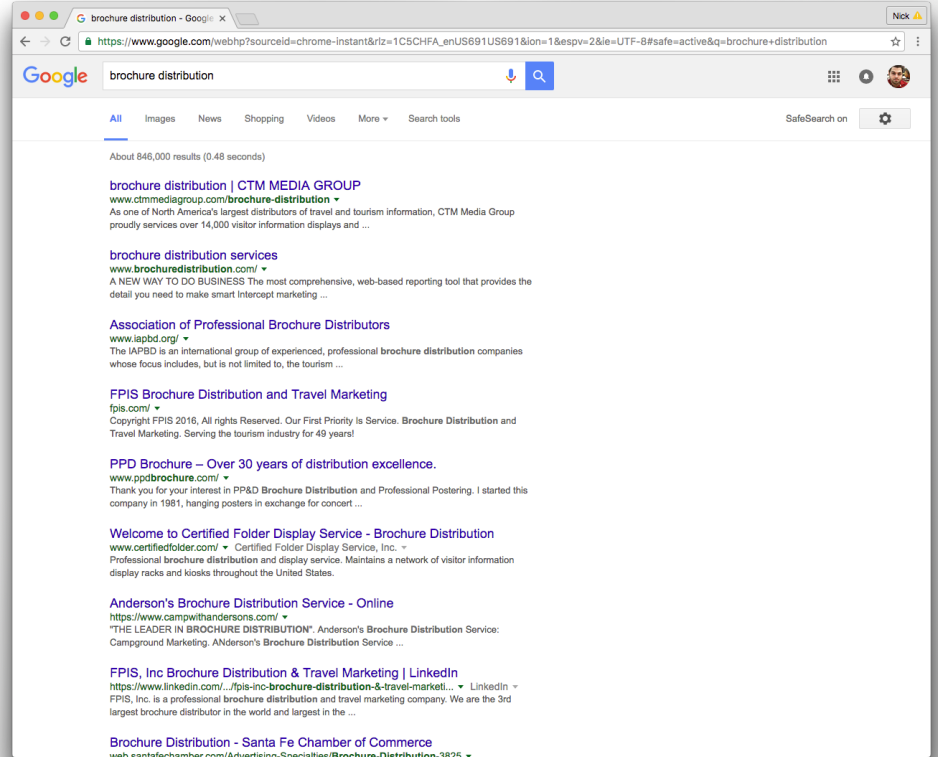 brochure distribution - Google
Nick
https://www.google.com/webhp?sourceid=chrome-instant&rlz=1C5CHFA_enUS691US691&ion=1&espv=2&ie=UTF-8#safe=active&q=brochure+distribution
Google
brochure distribution
All Images News Shopping Videos More Search tools SafeSearch on
About 846,000 results (0.48 seconds)
brochure distribution | CTM MEDIA GROUP
www.ctmmediagroup.com/brochure-distribution
As one of North America's largest distributors of travel and tourism information, CTM Media Group
proudly services over 14,000 visitor information displays and ...
brochure distribution services
www.brochuredistribution.com/
A NEW WAY TO DO BUSINESS The most comprehensive, web-based reporting tool that provides the
detail you need to make smart Intercept marketing ...
Association of Professional Brochure Distributors
www.iapbd.org/
The IAPBD is an international group of experienced, professional brochure distribution companies
whose focus includes, but is not limited to, the tourism ...
FPIS Brochure Distribution and Travel Marketing
fpis.com/
Copyright FPIS 2016, All rights Reserved. Our First Priority Is Service. Brochure Distribution and
Travel Marketing. Serving the tourism industry for 49 years!
PPD Brochure – Over 30 years of distribution excellence.
www.ppdbrochure.com/
Thank you for your interest in PP&D Brochure Distribution and Professional Postering. I started this
company in 1981, hanging posters in exchange for concert ...
Welcome to Certified Folder Display Service - Brochure Distribution
www.certifiedfolder.com/ Certified Folder Display Service, Inc.
Professional brochure distribution and display service. Maintains a network of visitor information
display racks and kiosks throughout the United States.
Anderson's Brochure Distribution Service - Online
https://www.campwithandersons.com/
"THE LEADER IN BROCHURE DISTRIBUTION". Anderson's Brochure Distribution Service:
Campground Marketing. ANderson's Brochure Distribution Service ...
FPIS, Inc Brochure Distribution & Travel Marketing | LinkedIn
https://www.linkedin.com/.../fpis-inc-brochure-distribution-&-travel-marketi... LinkedIn
FPIS, Inc. is a professional brochure distribution and travel marketing company. We are the 3rd
largest brochure distributor in the world and largest in the ...
Brochure Distribution - Santa Fe Chamber of Commerce
web.santafechamber.com/Advertising-Specialties/Brochure-Distribution-3825